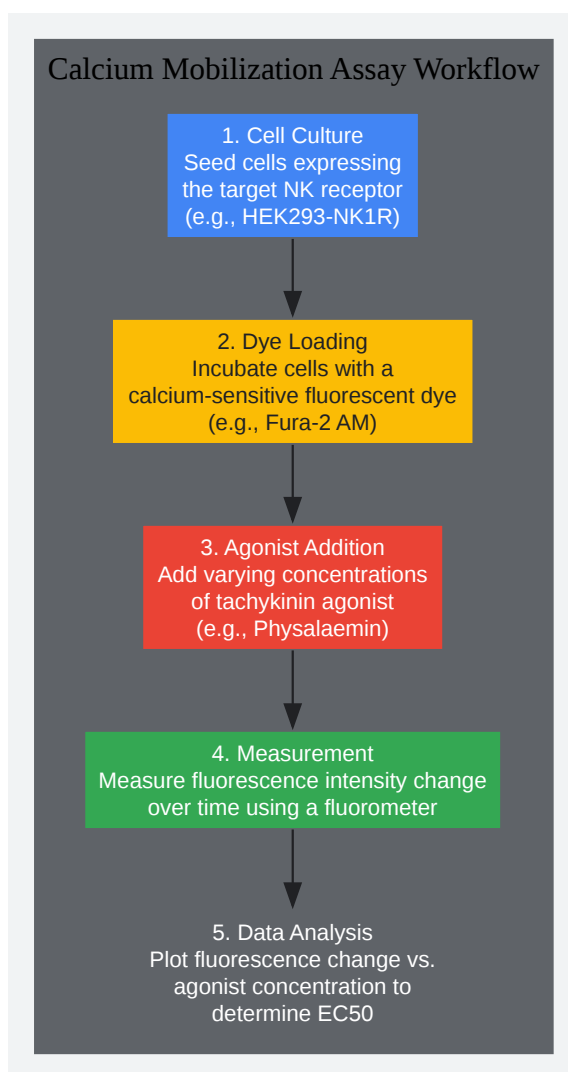 Calcium Mobilization Assay Workflow
1. Cell Culture
Seed cells expressing
the target NK receptor
(e.g., HEK293-NK1R)
2. Dye Loading
Incubate cells with a
calcium-sensitive fluorescent dye
(e.g., Fura-2 AM)
3. Agonist Addition
Add varying concentrations
of tachykinin agonist
(e.g., Physalaemin)
4. Measurement
Measure fluorescence intensity change
over time using a fluorometer
5. Data Analysis
Plot fluorescence change vs.
agonist concentration to
determine EC50